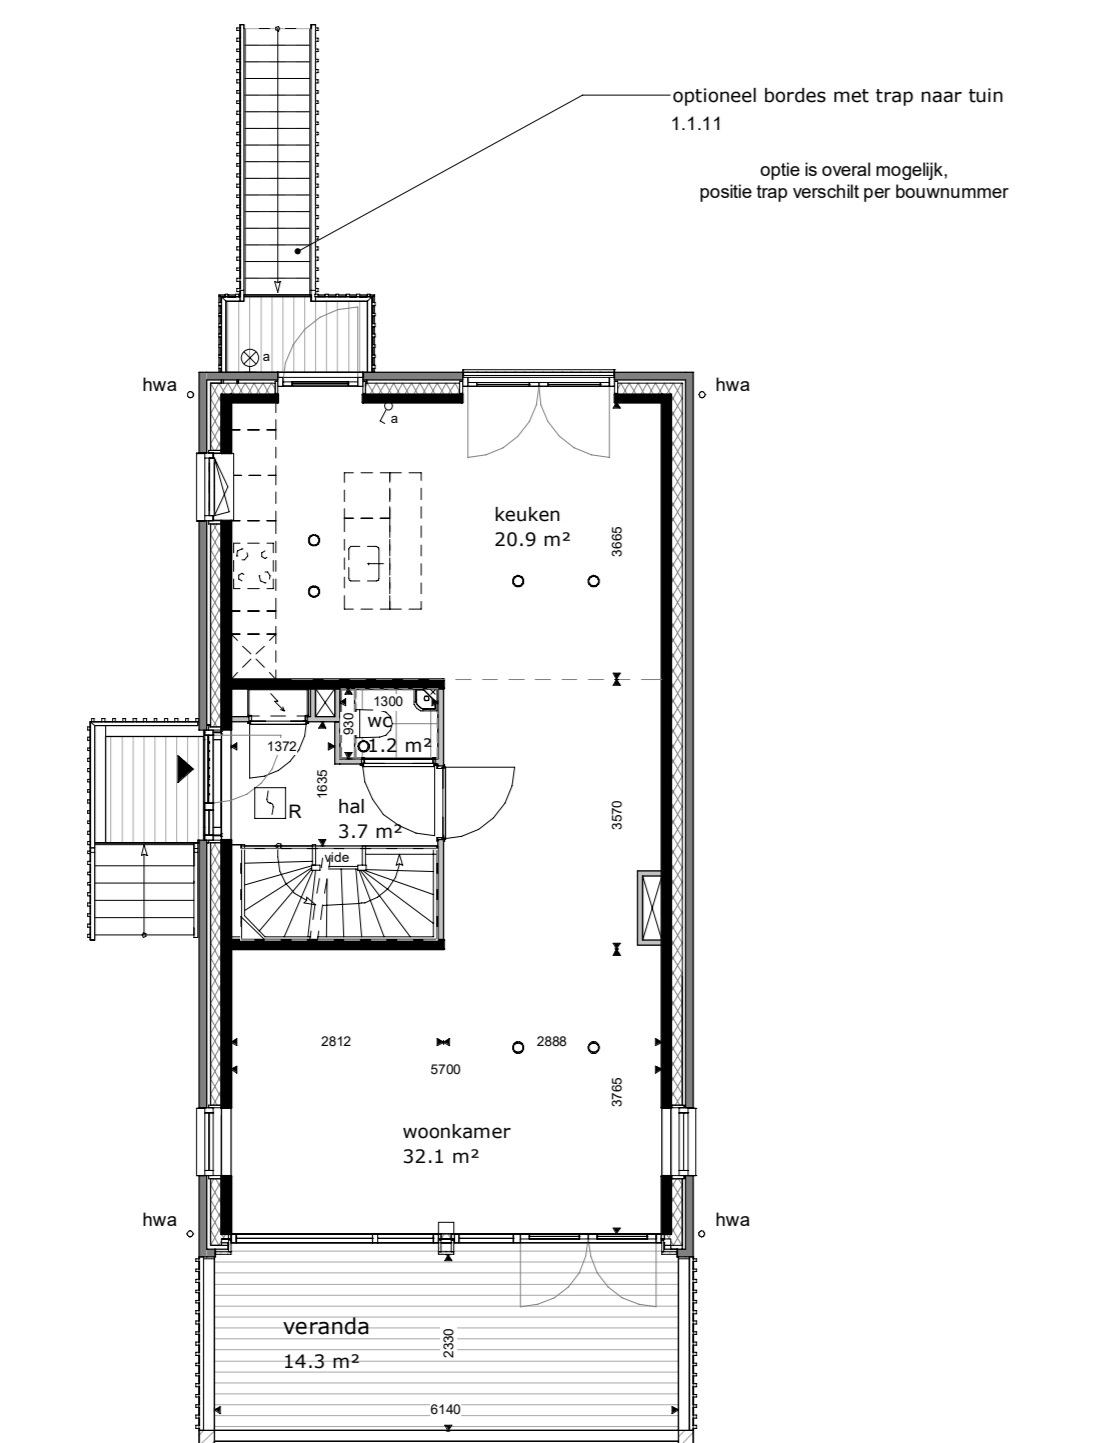 optioneel bordes met trap naar tuin
1.1.11
optie is overal mogelijk,
positie trap verschilt per bouwnummer
a
hwa
hwa
a
keuken
20.9 m²
3665
1300
930
wc
1.2 m²
1372
1635
R
hal
3.7 m²
3570
vide
2812
2888
5700
3765
woonkamer
32.1 m²
hwa
hwa
veranda
14.3 m²
2330
6140